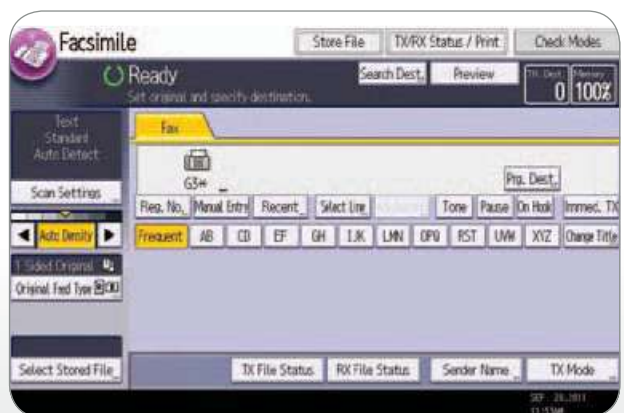 Facsimile
Store File TX/RX Status / Print Check Modes
Ready
Search Dest. Preview
Memory
0 100%
Set original and specify destination.
Text
Standard
Auto Detect
Fax
G3
Prg. Dest.
Scan Settings
Reg. No. Manual Entry Recent Select Line Tone Pause On Hook Immed. TX
Auto Density
Frequent AB CD EF GH IJK LMN OPQ RST UVW XYZ Change Title
1 Sided Original
Original Feed Type
Select Stored File TX File Status RX File Status Sender Name TX Mode
SEP 28,2011